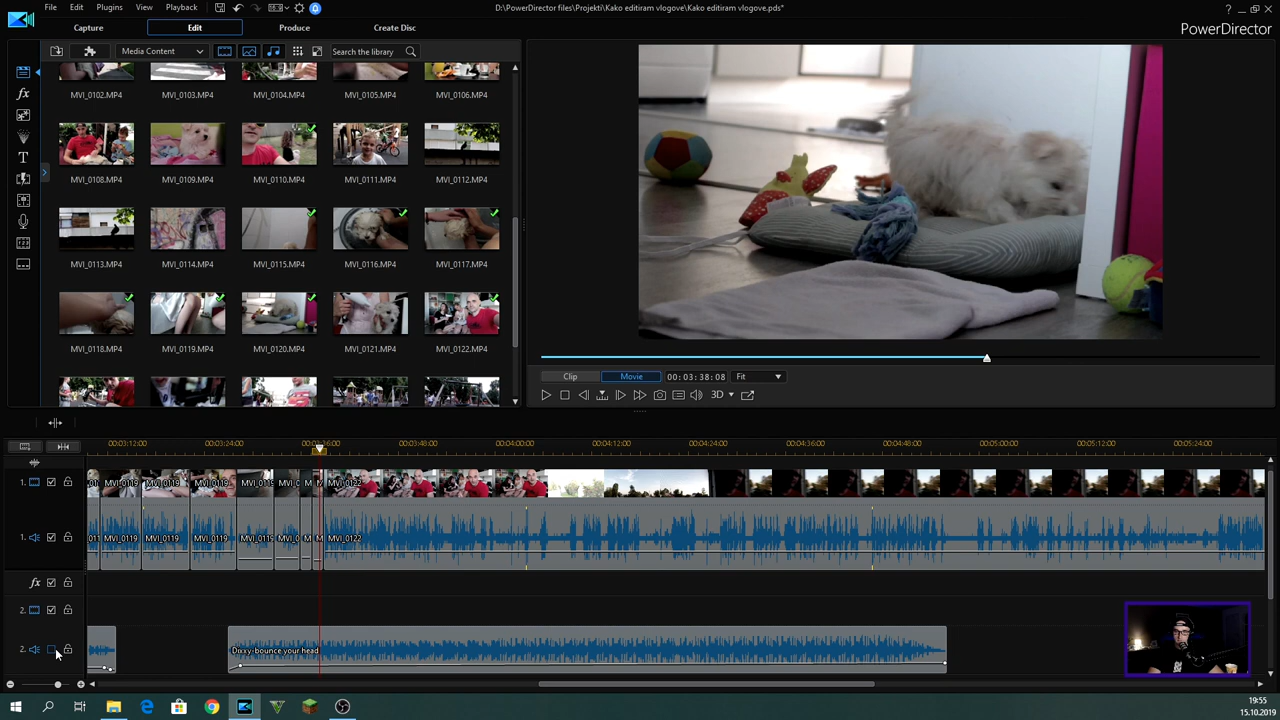 File Edit Plugins View Playback
D:\PowerDirector files\Projekti\Kako editiram vlogove\Kako editiram vlogove.pds*
Capture Edit Produce Create Disc
PowerDirector
Media Content Search the library
MVI_0102.MP4 MVI_0103.MP4 MVI_0104.MP4 MVI_0105.MP4 MVI_0106.MP4
MVI_0108.MP4 MVI_0109.MP4 MVI_0110.MP4 MVI_0111.MP4 MVI_0112.MP4
MVI_0113.MP4 MVI_0114.MP4 MVI_0115.MP4 MVI_0116.MP4 MVI_0117.MP4
MVI_0118.MP4 MVI_0119.MP4 MVI_0120.MP4 MVI_0121.MP4 MVI_0122.MP4
Clip Movie 00:03:38:08 Fit
3D
00:03:12:00 00:03:24:00 00:03:48:00 00:04:00:00 00:04:12:00 00:04:24:00 00:04:36:00 00:04:48:00 00:05:00:00 00:05:12:00 00:05:24:00
1. MVI_0119 MVI_0119 MVI_0119 MVI_0122
1. MVI_0119 MVI_0119 MVI_0119 MVI_0119 MVI_0122
fx
2.
2. Dixxy-bounce your head
19:55
15.10.2019